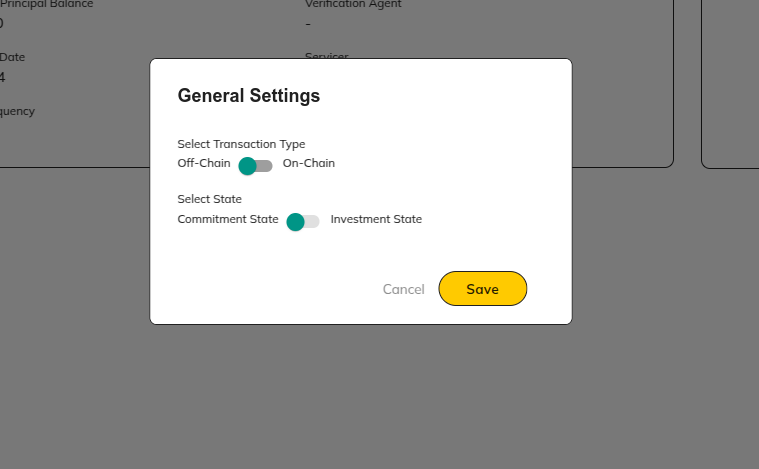 Principal Balance
Verification Agent
-
Date
Servicer
4
quency
General Settings
Select Transaction Type
Off-Chain On-Chain
Select State
Commitment State Investment State
Cancel Save